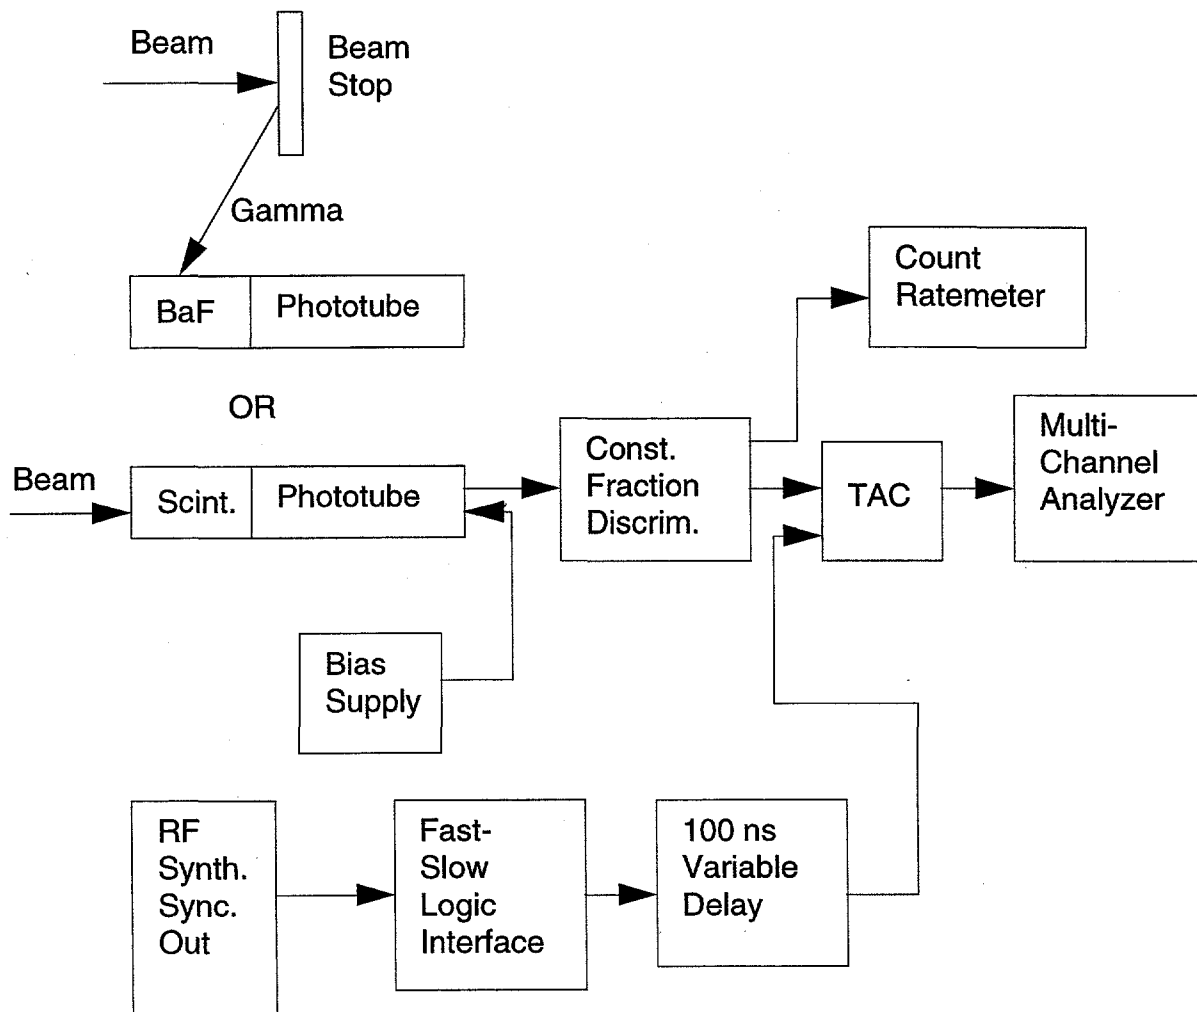 Beam
Beam
Stop
Gamma
BaF
Phototube
Count
Ratemeter
OR
Beam
Scint.
Phototube
Const.
Fraction
Discrim.
TAC
Multi-
Channel
Analyzer
Bias
Supply
RF
Synth.
Sync.
Out
Fast-
Slow
Logic
Interface
100 ns
Variable
Delay